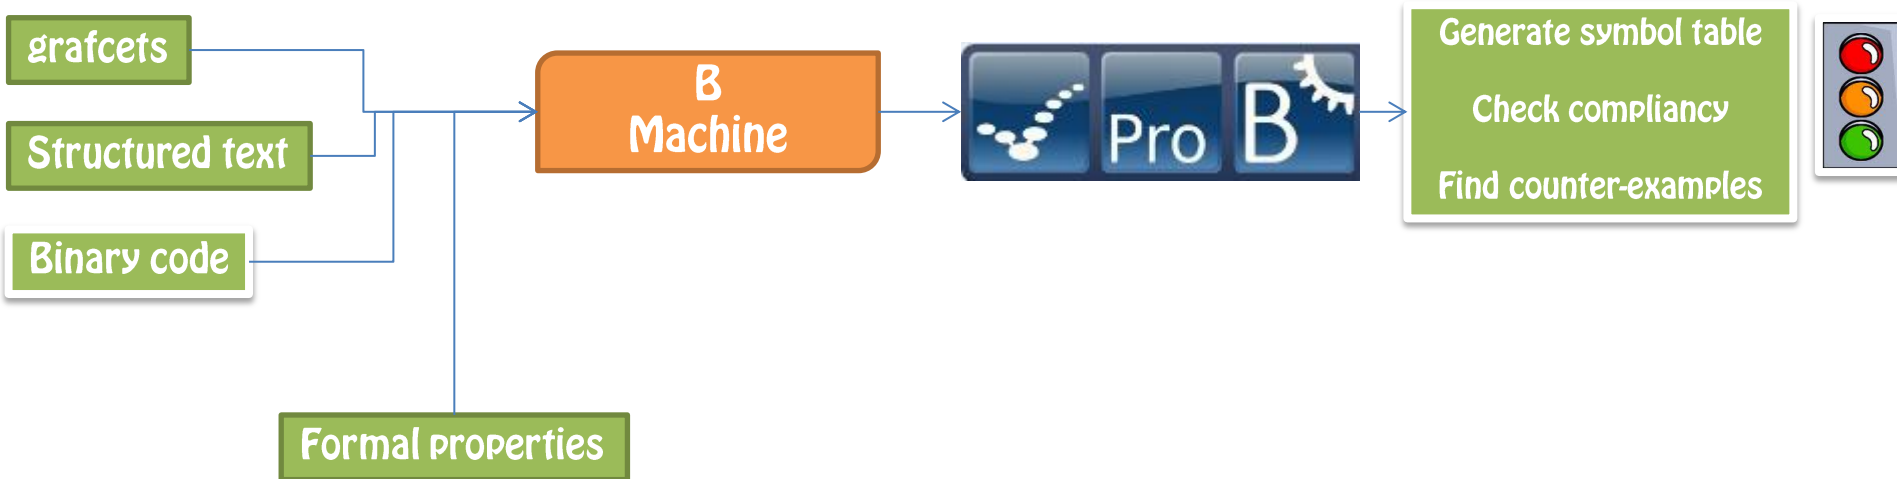 grafcets
Structured text
Binary code
Formal properties
B
Machine
Pro B
Generate symbol table
Check compliancy
Find counter-examples